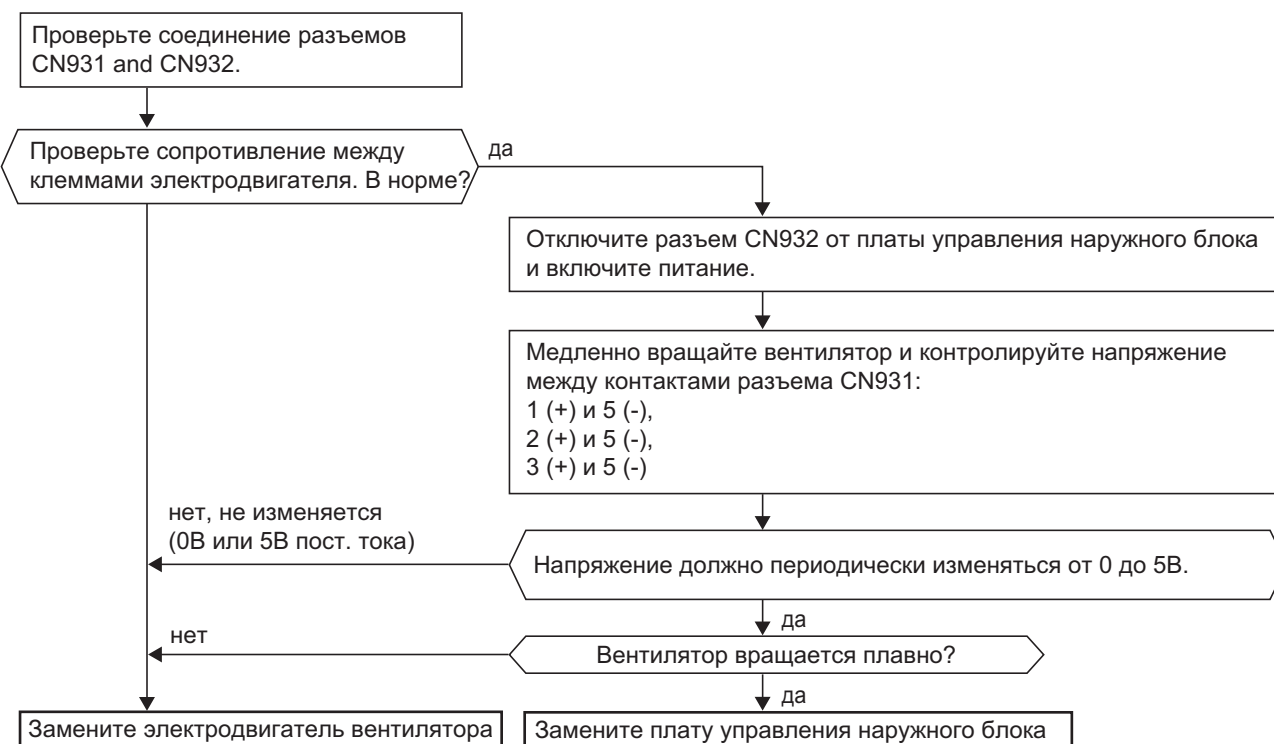 Проверьте соединение разъемов
CN931 and CN932.
Проверьте сопротивление между
клеммами электродвигателя. В норме?
да
Отключите разъем CN932 от платы управления наружного блока
и включите питание.
Медленно вращайте вентилятор и контролируйте напряжение
между контактами разъема CN931:
1 (+) и 5 (-),
2 (+) и 5 (-),
3 (+) и 5 (-)
нет, не изменяется
(0В или 5В пост. тока)
Напряжение должно периодически изменяться от 0 до 5В.
да
нет
Вентилятор вращается плавно?
да
Замените электродвигатель вентилятора
Замените плату управления наружного блока